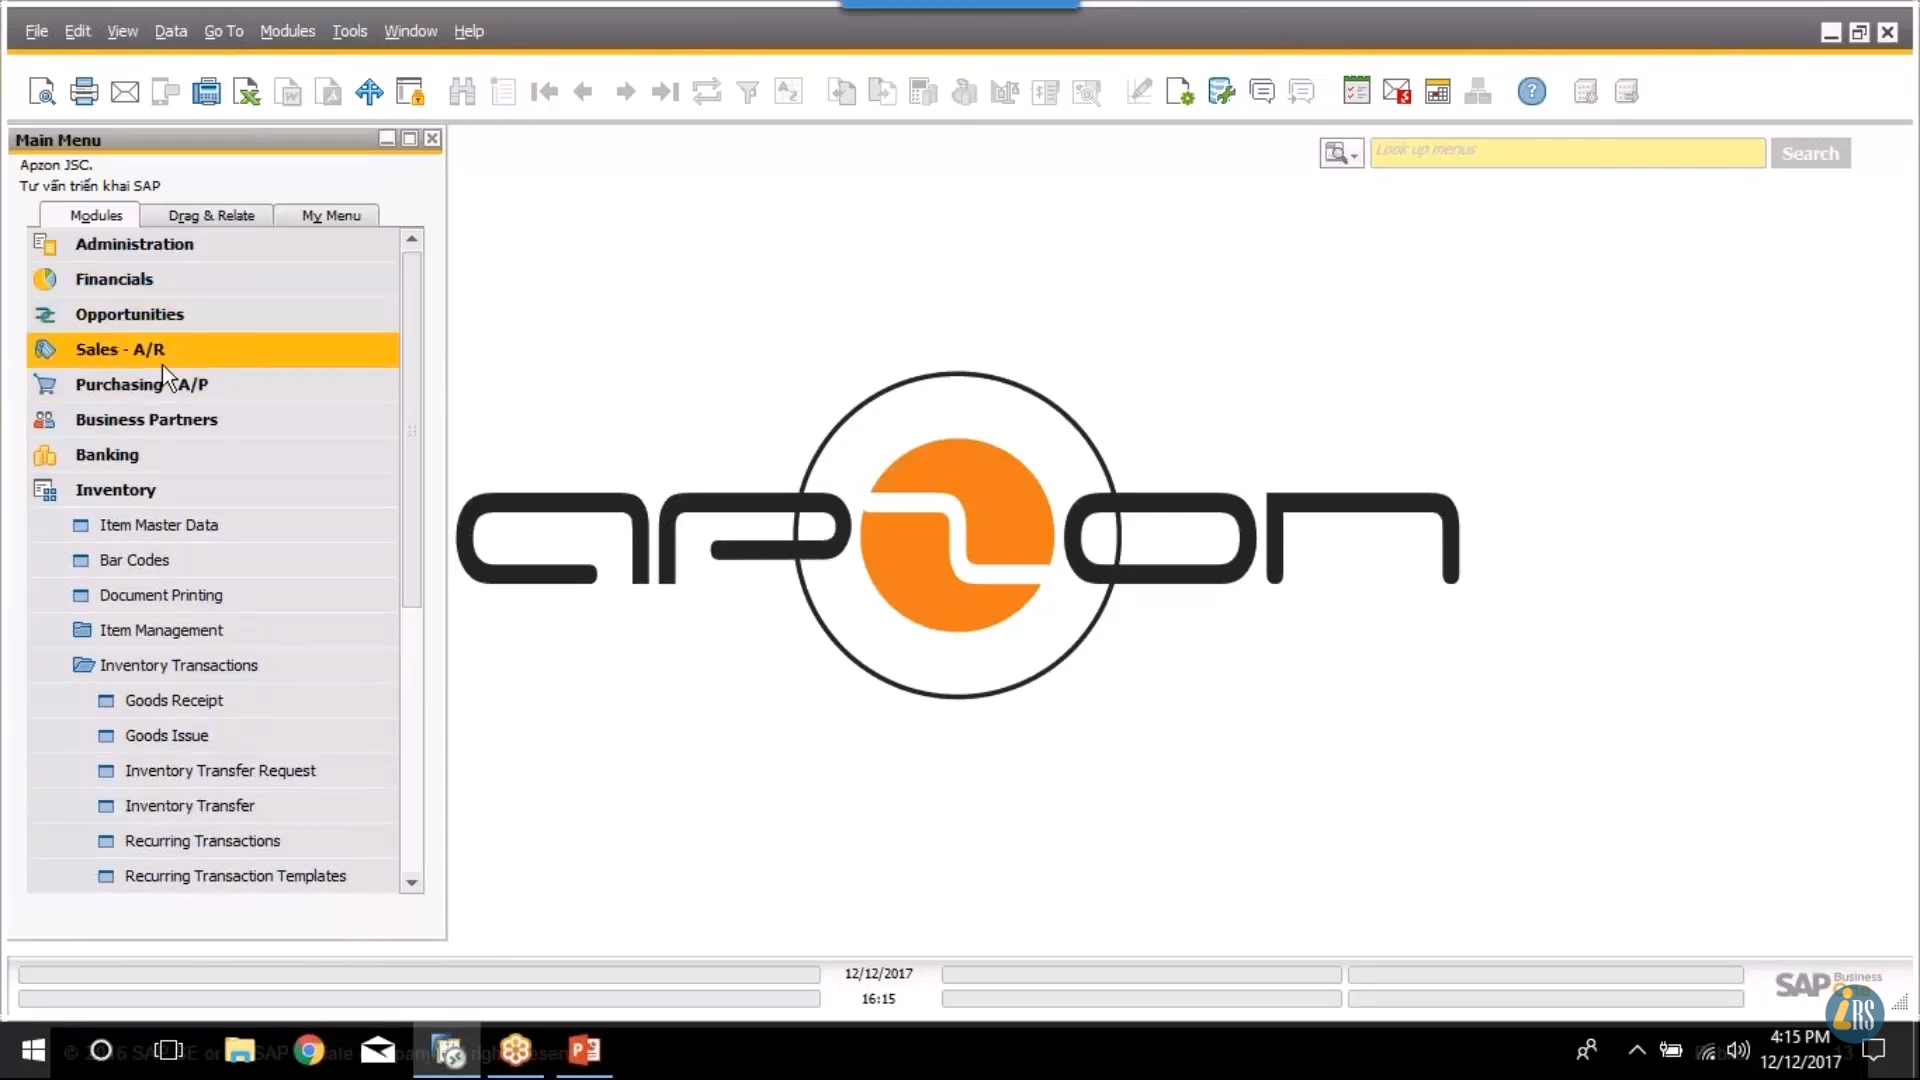 File Edit View Data Go To Modules Tools Window Help
Main Menu
Apzon JSC.
Tư vấn triển khai SAP
Look up menus
Search
Modules Drag & Relate My Menu
Administration
Financials
Opportunities
Sales - A/R
Purchasing A/P
Business Partners
Banking
Inventory
Item Master Data
Bar Codes
Document Printing
Item Management
Inventory Transactions
Goods Receipt
Goods Issue
Inventory Transfer Request
Inventory Transfer
Recurring Transactions
Recurring Transaction Templates
apzon
12/12/2017
16:15
SAP Business
iRS
4:15 PM
12/12/2017